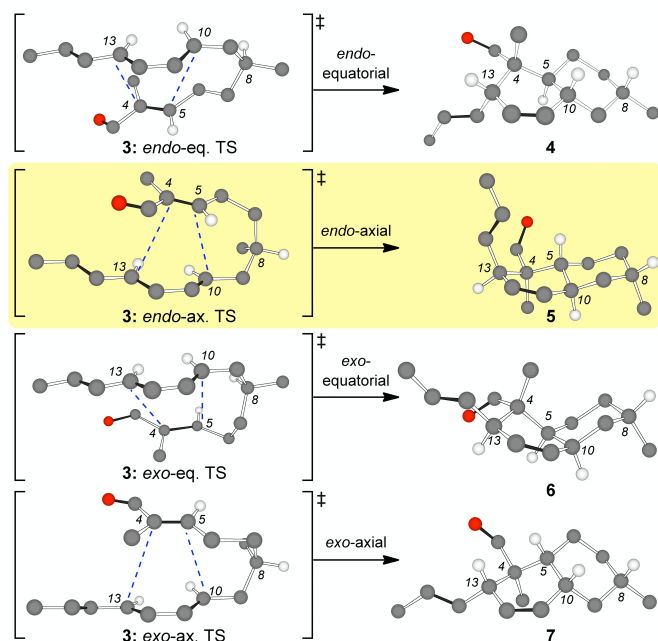 13 10 ‡
8
4 5
3: endo-eq. TS
endo-
equatorial
5
13 4
10 8
4
4 5 ‡
8
13 10
3: endo-ax. TS
endo-axial
5
13 4 8
10
5
10 ‡
13
8
4 5
3: exo-eq. TS
exo-
equatorial
4
5 8
13 10
6
‡
4 5
8
13 10
3: exo-ax. TS
exo-axial
5
13 4
10 8
7